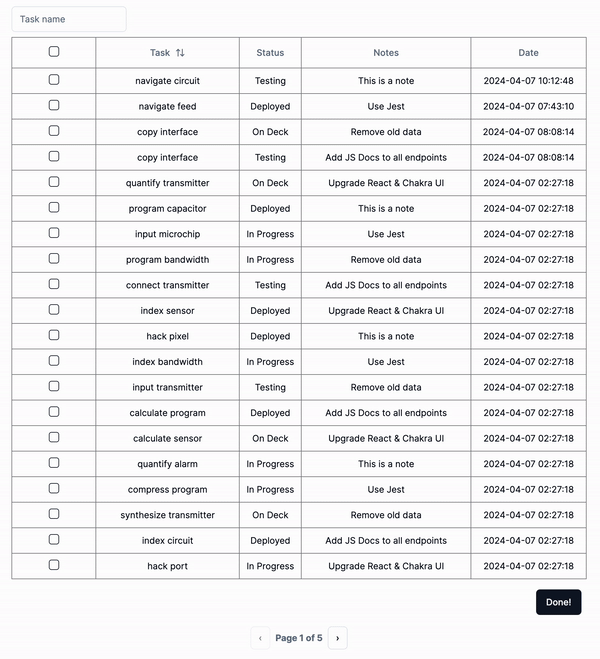 Task name
Task Status Notes Date
navigate circuit Testing This is a note 2024-04-07 10:12:48
navigate feed Deployed Use Jest 2024-04-07 07:43:10
copy interface On Deck Remove old data 2024-04-07 08:08:14
copy interface Testing Add JS Docs to all endpoints 2024-04-07 08:08:14
quantify transmitter On Deck Upgrade React & Chakra UI 2024-04-07 02:27:18
program capacitor Deployed This is a note 2024-04-07 02:27:18
input microchip In Progress Use Jest 2024-04-07 02:27:18
program bandwidth In Progress Remove old data 2024-04-07 02:27:18
connect transmitter Testing Add JS Docs to all endpoints 2024-04-07 02:27:18
index sensor Deployed Upgrade React & Chakra UI 2024-04-07 02:27:18
hack pixel Deployed This is a note 2024-04-07 02:27:18
index bandwidth In Progress Use Jest 2024-04-07 02:27:18
input transmitter Testing Remove old data 2024-04-07 02:27:18
calculate program Deployed Add JS Docs to all endpoints 2024-04-07 02:27:18
calculate sensor On Deck Upgrade React & Chakra UI 2024-04-07 02:27:18
quantify alarm In Progress This is a note 2024-04-07 02:27:18
compress program In Progress Use Jest 2024-04-07 02:27:18
synthesize transmitter On Deck Remove old data 2024-04-07 02:27:18
index circuit Deployed Add JS Docs to all endpoints 2024-04-07 02:27:18
hack port In Progress Upgrade React & Chakra UI 2024-04-07 02:27:18
Done!
‹ Page 1 of 5 ›